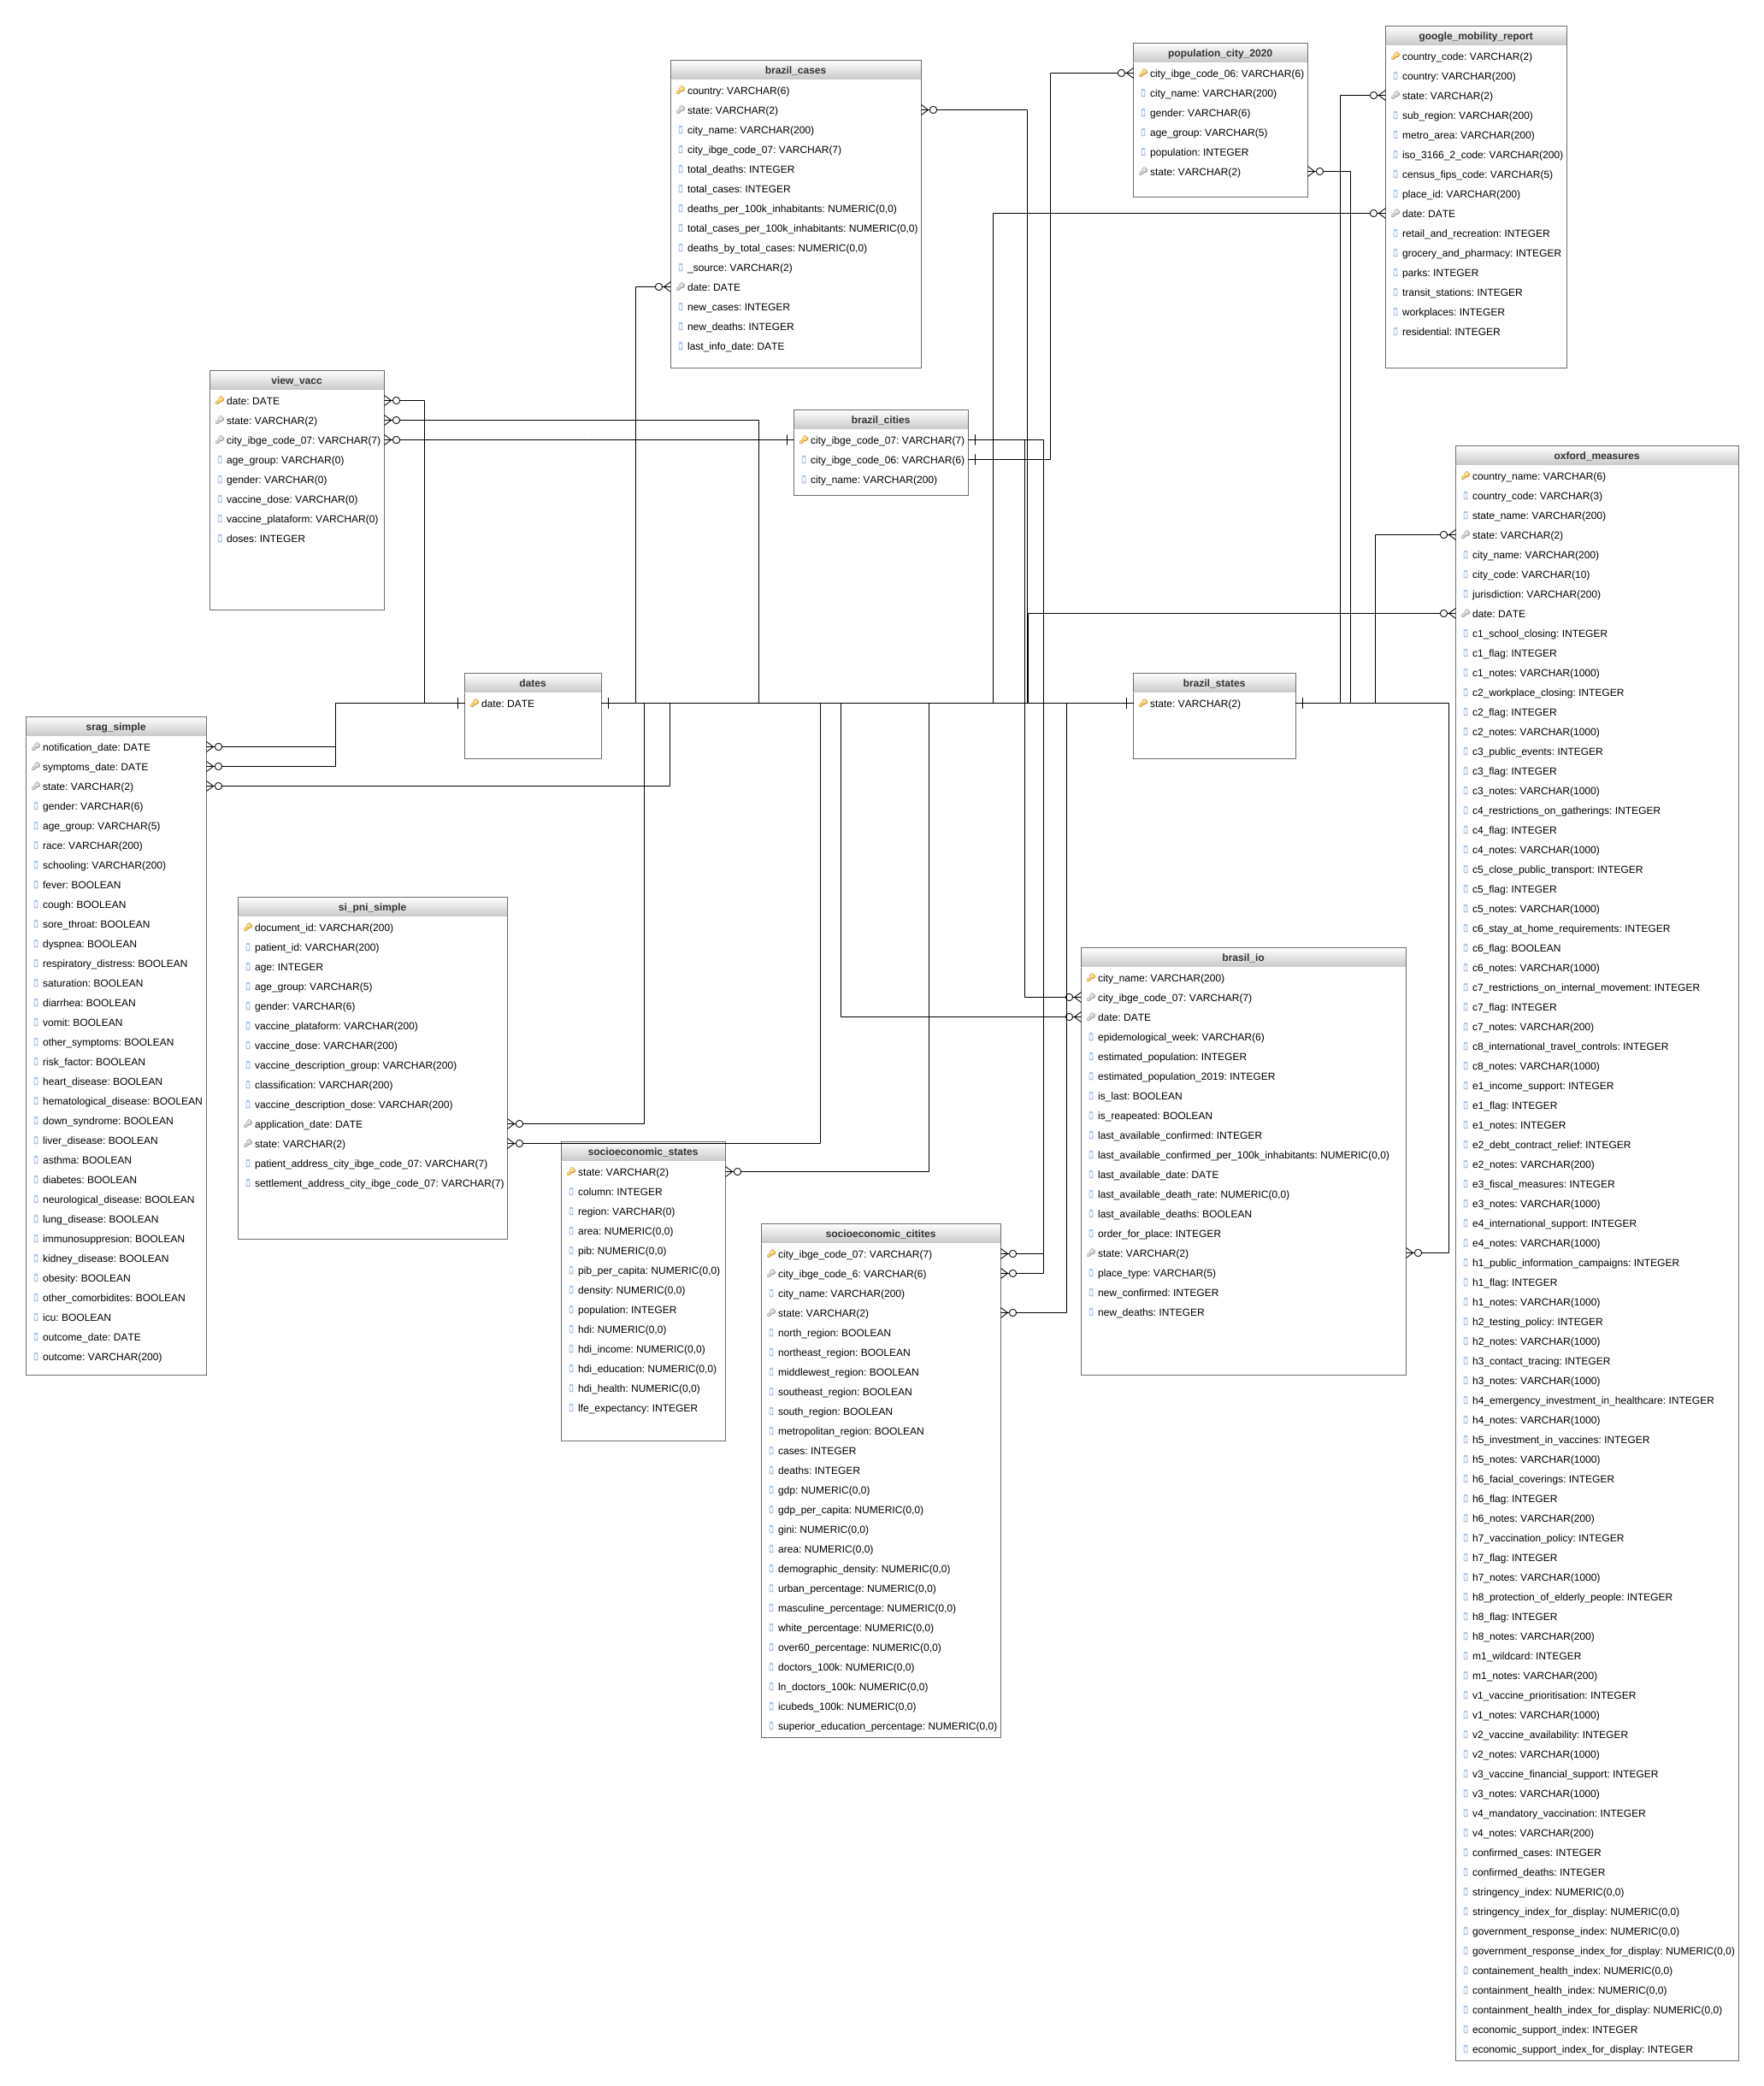 brazil_cases
country: VARCHAR(6)
state: VARCHAR(2)
city_name: VARCHAR(200)
city_ibge_code_07: VARCHAR(7)
total_deaths: INTEGER
total_cases: INTEGER
deaths_per_100k_inhabitants: NUMERIC(0,0)
total_cases_per_100k_inhabitants: NUMERIC(0,0)
deaths_by_total_cases: NUMERIC(0,0)
_source: VARCHAR(2)
date: DATE
new_cases: INTEGER
new_deaths: INTEGER
last_info_date: DATE
population_city_2020
city_ibge_code_06: VARCHAR(6)
city_name: VARCHAR(200)
gender: VARCHAR(6)
age_group: VARCHAR(5)
population: INTEGER
state: VARCHAR(2)
google_mobility_report
country_code: VARCHAR(2)
country: VARCHAR(200)
state: VARCHAR(2)
sub_region: VARCHAR(200)
metro_area: VARCHAR(200)
iso_3166_2_code: VARCHAR(200)
census_fips_code: VARCHAR(5)
place_id: VARCHAR(200)
date: DATE
retail_and_recreation: INTEGER
grocery_and_pharmacy: INTEGER
parks: INTEGER
transit_stations: INTEGER
workplaces: INTEGER
residential: INTEGER
view_vacc
date: DATE
state: VARCHAR(2)
city_ibge_code_07: VARCHAR(7)
age_group: VARCHAR(0)
gender: VARCHAR(0)
vaccine_dose: VARCHAR(0)
vaccine_plataform: VARCHAR(0)
doses: INTEGER
brazil_cities
city_ibge_code_07: VARCHAR(7)
city_ibge_code_06: VARCHAR(6)
city_name: VARCHAR(200)
oxford_measures
country_name: VARCHAR(6)
country_code: VARCHAR(3)
state_name: VARCHAR(200)
state: VARCHAR(2)
city_name: VARCHAR(200)
city_code: VARCHAR(10)
jurisdiction: VARCHAR(200)
date: DATE
c1_school_closing: INTEGER
c1_flag: INTEGER
c1_notes: VARCHAR(1000)
c2_workplace_closing: INTEGER
c2_flag: INTEGER
c2_notes: VARCHAR(1000)
c3_public_events: INTEGER
c3_flag: INTEGER
c3_notes: VARCHAR(1000)
c4_restrictions_on_gatherings: INTEGER
c4_flag: INTEGER
c4_notes: VARCHAR(1000)
c5_close_public_transport: INTEGER
c5_flag: INTEGER
c5_notes: VARCHAR(1000)
c6_stay_at_home_requirements: INTEGER
c6_flag: BOOLEAN
c6_notes: VARCHAR(1000)
c7_restrictions_on_internal_movement: INTEGER
c7_flag: INTEGER
c7_notes: VARCHAR(200)
c8_international_travel_controls: INTEGER
c8_notes: VARCHAR(1000)
e1_income_support: INTEGER
e1_flag: INTEGER
e1_notes: INTEGER
e2_debt_contract_relief: INTEGER
e2_notes: VARCHAR(200)
e3_fiscal_measures: INTEGER
e3_notes: VARCHAR(1000)
e4_international_support: INTEGER
e4_notes: VARCHAR(1000)
h1_public_information_campaigns: INTEGER
h1_flag: INTEGER
h1_notes: VARCHAR(1000)
h2_testing_policy: INTEGER
h2_notes: VARCHAR(1000)
h3_contact_tracing: INTEGER
h3_notes: VARCHAR(1000)
h4_emergency_investment_in_healthcare: INTEGER
h4_notes: VARCHAR(1000)
h5_investment_in_vaccines: INTEGER
h5_notes: VARCHAR(1000)
h6_facial_coverings: INTEGER
h6_flag: INTEGER
h6_notes: VARCHAR(200)
h7_vaccination_policy: INTEGER
h7_flag: INTEGER
h7_notes: VARCHAR(1000)
h8_protection_of_elderly_people: INTEGER
h8_flag: INTEGER
h8_notes: VARCHAR(200)
m1_wildcard: INTEGER
m1_notes: VARCHAR(200)
v1_vaccine_prioritisation: INTEGER
v1_notes: VARCHAR(1000)
v2_vaccine_availability: INTEGER
v2_notes: VARCHAR(1000)
v3_vaccine_financial_support: INTEGER
v3_notes: VARCHAR(1000)
v4_mandatory_vaccination: INTEGER
v4_notes: VARCHAR(200)
confirmed_cases: INTEGER
confirmed_deaths: INTEGER
stringency_index: NUMERIC(0,0)
stringency_index_for_display: NUMERIC(0,0)
government_response_index: NUMERIC(0,0)
government_response_index_for_display: NUMERIC(0,0)
containement_health_index: NUMERIC(0,0)
containment_health_index: NUMERIC(0,0)
containment_health_index_for_display: NUMERIC(0,0)
economic_support_index: INTEGER
economic_support_index_for_display: INTEGER
dates
date: DATE
brazil_states
state: VARCHAR(2)
srag_simple
notification_date: DATE
symptoms_date: DATE
state: VARCHAR(2)
gender: VARCHAR(6)
age_group: VARCHAR(5)
race: VARCHAR(200)
schooling: VARCHAR(200)
fever: BOOLEAN
cough: BOOLEAN
sore_throat: BOOLEAN
dyspnea: BOOLEAN
respiratory_distress: BOOLEAN
saturation: BOOLEAN
diarrhea: BOOLEAN
vomit: BOOLEAN
other_symptoms: BOOLEAN
risk_factor: BOOLEAN
heart_disease: BOOLEAN
hematological_disease: BOOLEAN
down_syndrome: BOOLEAN
liver_disease: BOOLEAN
asthma: BOOLEAN
diabetes: BOOLEAN
neurological_disease: BOOLEAN
lung_disease: BOOLEAN
immunosuppresion: BOOLEAN
kidney_disease: BOOLEAN
obesity: BOOLEAN
other_comorbidites: BOOLEAN
icu: BOOLEAN
outcome_date: DATE
outcome: VARCHAR(200)
si_pni_simple
document_id: VARCHAR(200)
patient_id: VARCHAR(200)
age: INTEGER
age_group: VARCHAR(5)
gender: VARCHAR(6)
vaccine_plataform: VARCHAR(200)
vaccine_dose: VARCHAR(200)
vaccine_description_group: VARCHAR(200)
classification: VARCHAR(200)
vaccine_description_dose: VARCHAR(200)
application_date: DATE
state: VARCHAR(2)
patient_address_city_ibge_code_07: VARCHAR(7)
settlement_address_city_ibge_code_07: VARCHAR(7)
brasil_io
city_name: VARCHAR(200)
city_ibge_code_07: VARCHAR(7)
date: DATE
epidemological_week: VARCHAR(6)
estimated_population: INTEGER
estimated_population_2019: INTEGER
is_last: BOOLEAN
is_reapeated: BOOLEAN
last_available_confirmed: INTEGER
last_available_confirmed_per_100k_inhabitants: NUMERIC(0,0)
last_available_date: DATE
last_available_death_rate: NUMERIC(0,0)
last_available_deaths: BOOLEAN
order_for_place: INTEGER
state: VARCHAR(2)
place_type: VARCHAR(5)
new_confirmed: INTEGER
new_deaths: INTEGER
socioeconomic_states
state: VARCHAR(2)
column: INTEGER
region: VARCHAR(0)
area: NUMERIC(0,0)
pib: NUMERIC(0,0)
pib_per_capita: NUMERIC(0,0)
density: NUMERIC(0,0)
population: INTEGER
hdi: NUMERIC(0,0)
hdi_income: NUMERIC(0,0)
hdi_education: NUMERIC(0,0)
hdi_health: NUMERIC(0,0)
lfe_expectancy: INTEGER
socioeconomic_citites
city_ibge_code_07: VARCHAR(7)
city_ibge_code_6: VARCHAR(6)
city_name: VARCHAR(200)
state: VARCHAR(2)
north_region: BOOLEAN
northeast_region: BOOLEAN
middlewest_region: BOOLEAN
southeast_region: BOOLEAN
south_region: BOOLEAN
metropolitan_region: BOOLEAN
cases: INTEGER
deaths: INTEGER
gdp: NUMERIC(0,0)
gdp_per_capita: NUMERIC(0,0)
gini: NUMERIC(0,0)
area: NUMERIC(0,0)
demographic_density: NUMERIC(0,0)
urban_percentage: NUMERIC(0,0)
masculine_percentage: NUMERIC(0,0)
white_percentage: NUMERIC(0,0)
over60_percentage: NUMERIC(0,0)
doctors_100k: NUMERIC(0,0)
ln_doctors_100k: NUMERIC(0,0)
icubeds_100k: NUMERIC(0,0)
superior_education_percentage: NUMERIC(0,0)